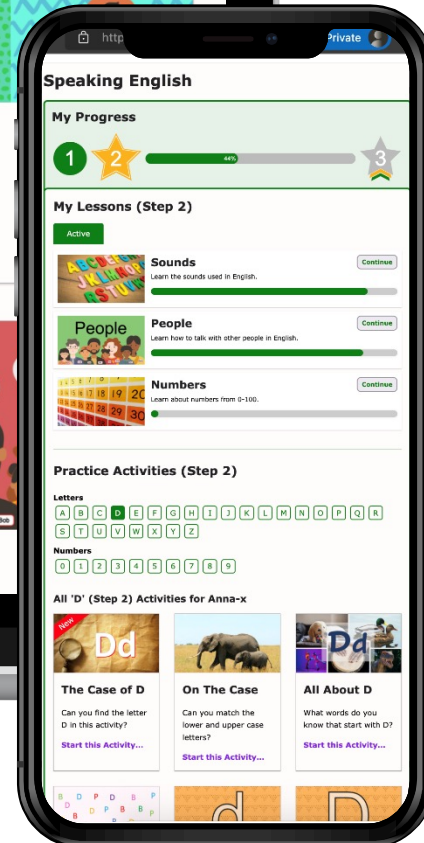 http
Private
Speaking English
My Progress
1
2
44%
3
My Lessons (Step 2)
Active
Sounds
Continue
Learn the sounds used in English.
People
People
Continue
Learn how to talk with other people in English.
Numbers
Continue
Learn about numbers from 0-100.
Practice Activities (Step 2)
Letters
A B C D E F G H I J K L M N O P Q R
S T U V W X Y Z
Numbers
0 1 2 3 4 5 6 7 8 9
All 'D' (Step 2) Activities for Anna-x
New
Dd
Dd
The Case of D
Can you find the letter
D in this activity?
Start this Activity...
On The Case
Can you match the
lower and upper case
letters?
Start this Activity...
All About D
What words do you
know that start with D?
Start this Activity...
d
D